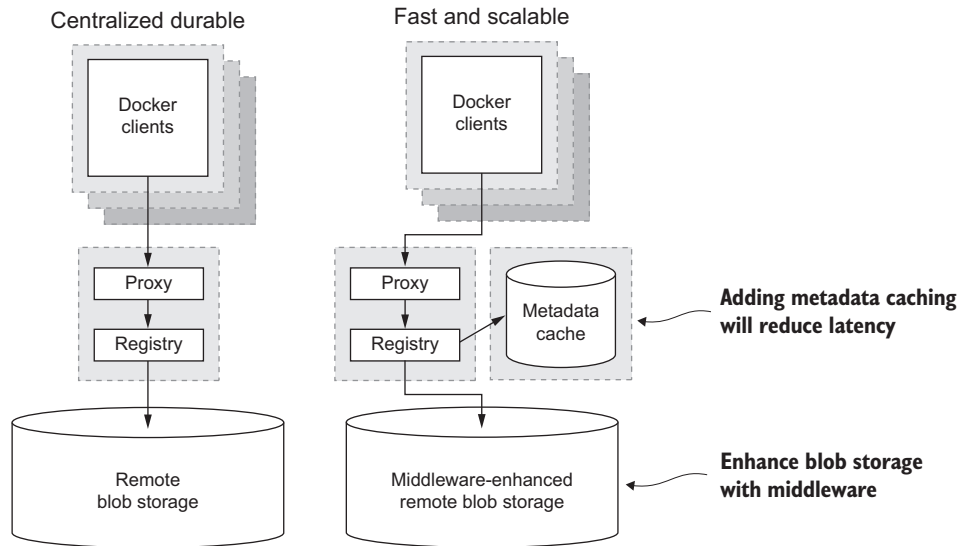 Centralized durable
Docker
clients
Proxy
Registry
Remote
blob storage
Fast and scalable
Docker
clients
Proxy
Registry
Metadata
cache
Middleware-enhanced
remote blob storage
Adding metadata caching
will reduce latency
Enhance blob storage
with middleware